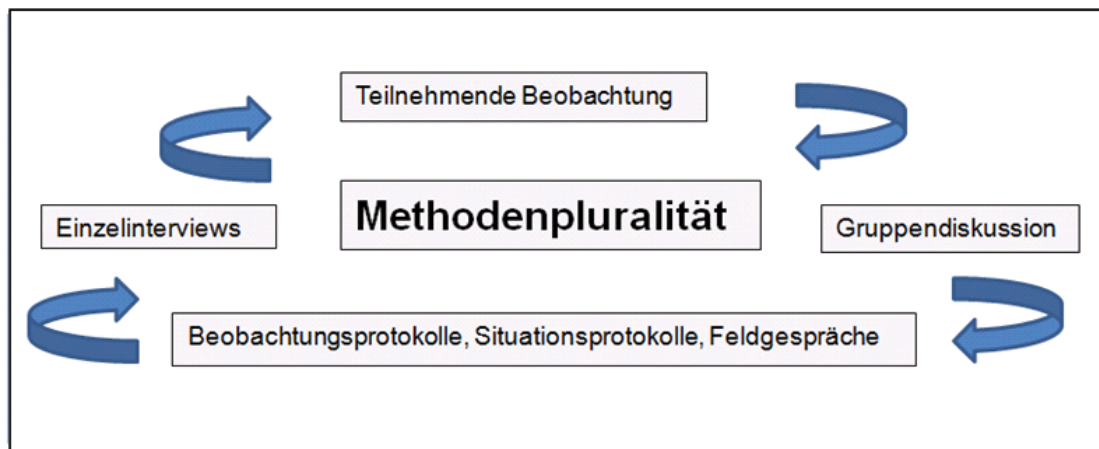 Teilnehmende Beobachtung
Methodenpluralität
Einzelinterviews
Gruppendiskussion
Beobachtungsprotokolle, Situationsprotokolle, Feldgespräche